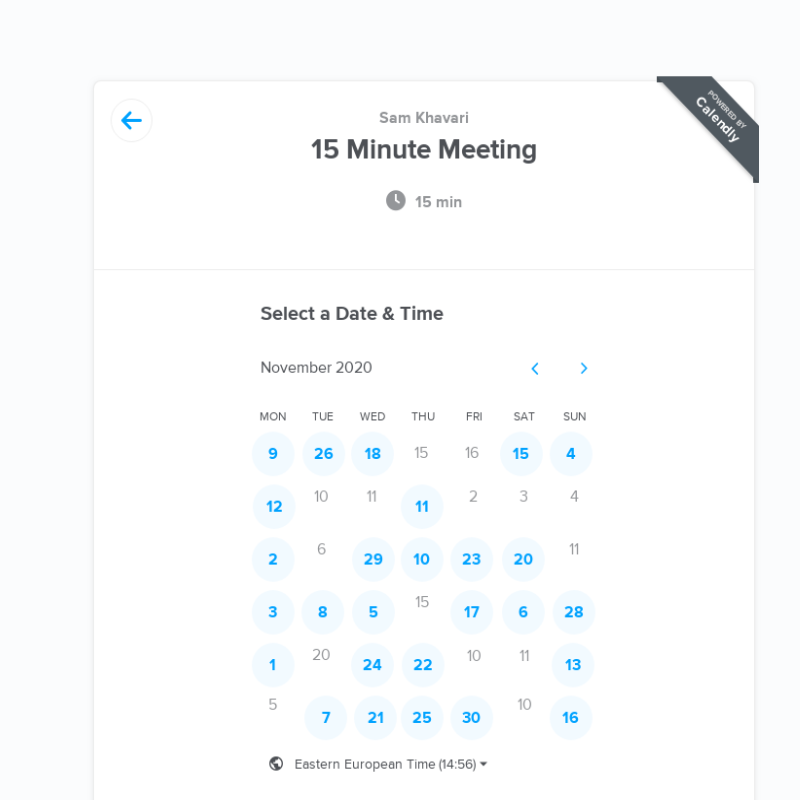 POWERED BY
Calendly
Sam Khavari
15 Minute Meeting
15 min
Select a Date & Time
November 2020
MON TUE WED THU FRI SAT SUN
9 26 18 15 16 15 4
12 10 11 11 2 3 4
2 6 29 10 23 20 11
3 8 5 15 17 6 28
1 20 24 22 10 11 13
5 7 21 25 30 10 16
Eastern European Time (14:56)